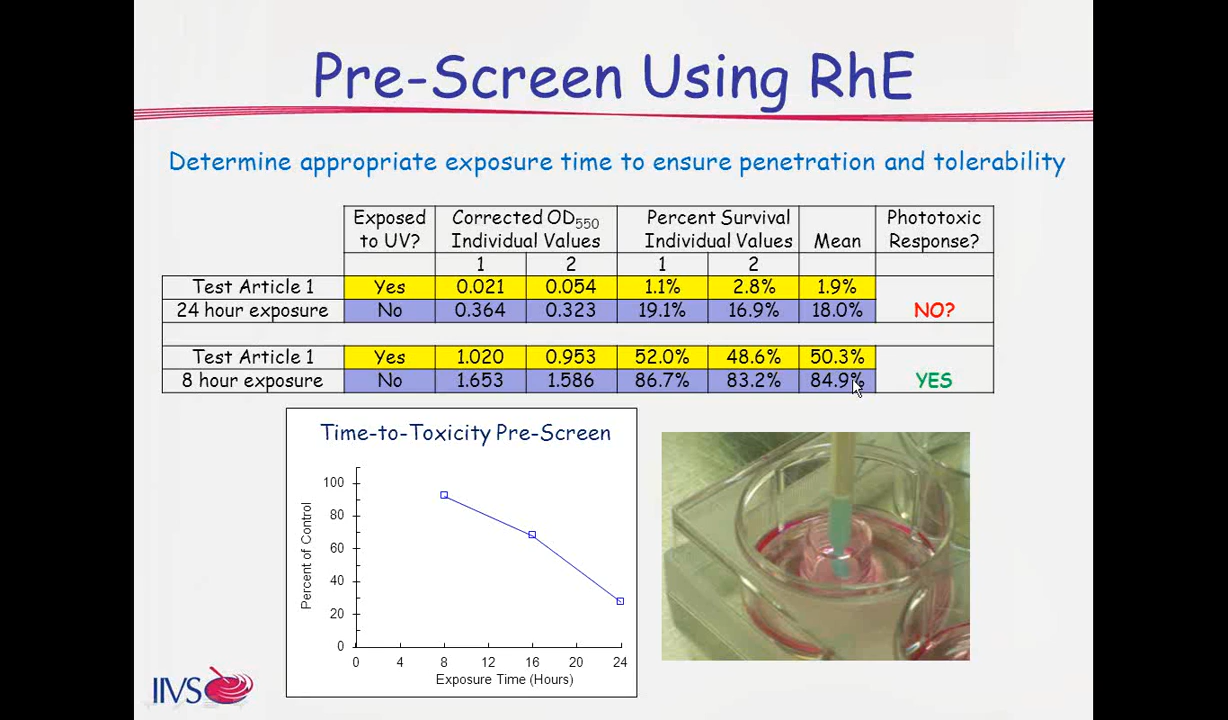 Pre-Screen Using RhE
Determine appropriate exposure time to ensure penetration and tolerability
Exposed to UV? Corrected OD550 Individual Values Percent Survival Individual Values Mean Phototoxic Response?
1 2 1 2
Test Article 1 Yes 0.021 0.054 1.1% 2.8% 1.9%
24 hour exposure No 0.364 0.323 19.1% 16.9% 18.0% NO?
Test Article 1 Yes 1.020 0.953 52.0% 48.6% 50.3%
8 hour exposure No 1.653 1.586 86.7% 83.2% 84.9% YES
Time-to-Toxicity Pre-Screen
Percent of Control
100
80
60
40
20
0
0 4 8 12 16 20 24
Exposure Time (Hours)
IIVS